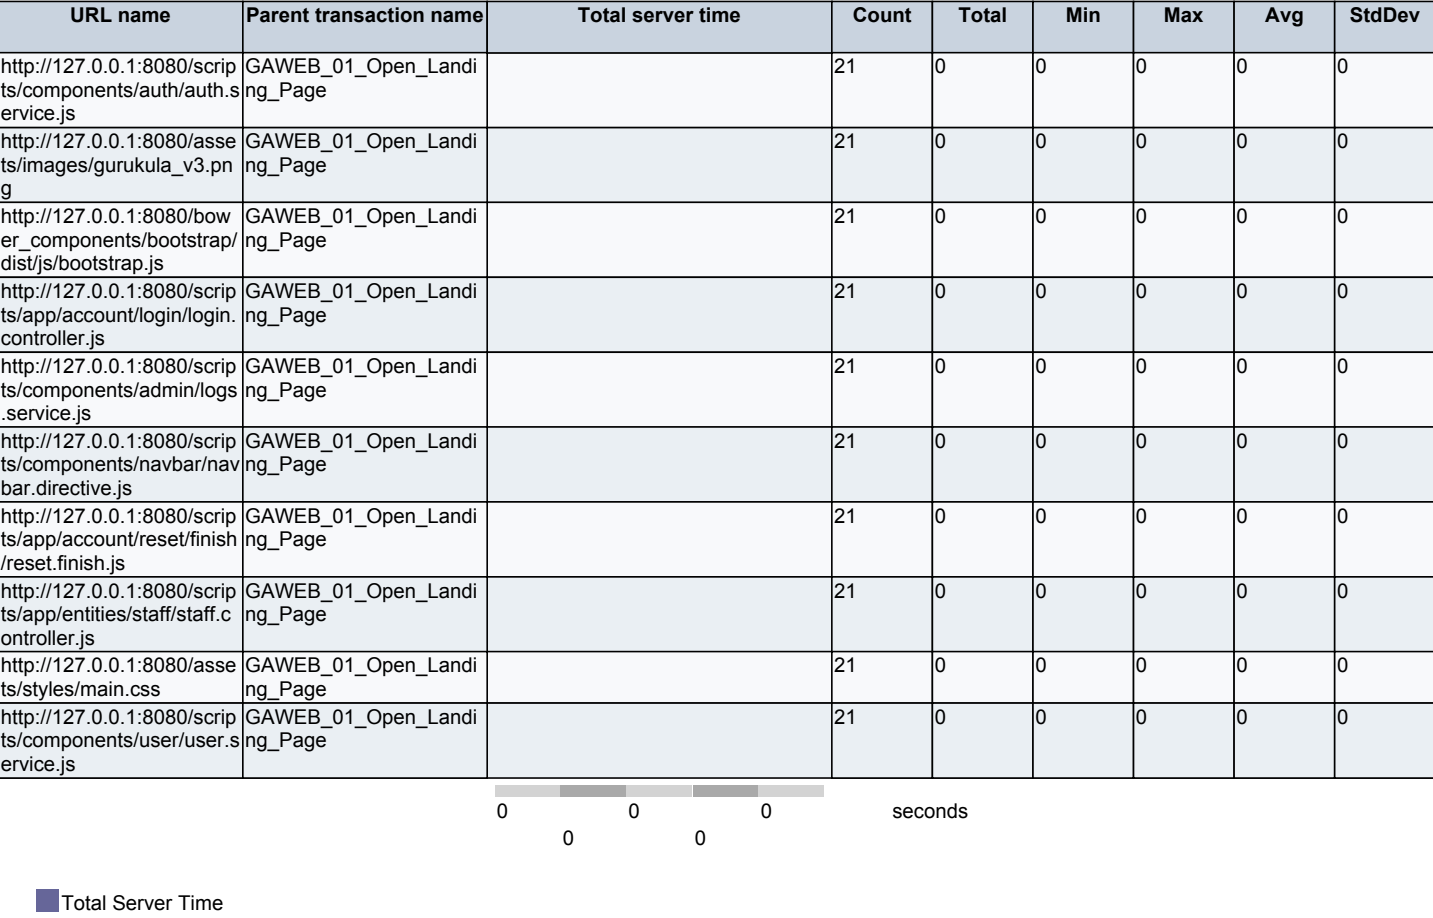 URL name Parent transaction name Total server time Count Total Min Max Avg StdDev
http://127.0.0.1:8080/scrip GAWEB_01_Open_Landi 21 0 0 0 0 0
ts/components/auth/auth.s ng_Page
ervice.js
http://127.0.0.1:8080/asse GAWEB_01_Open_Landi 21 0 0 0 0 0
ts/images/gurukula_v3.pn ng_Page
g
http://127.0.0.1:8080/bow GAWEB_01_Open_Landi 21 0 0 0 0 0
er_components/bootstrap/ ng_Page
dist/js/bootstrap.js
http://127.0.0.1:8080/scrip GAWEB_01_Open_Landi 21 0 0 0 0 0
ts/app/account/login/login. ng_Page
controller.js
http://127.0.0.1:8080/scrip GAWEB_01_Open_Landi 21 0 0 0 0 0
ts/components/admin/logs ng_Page
.service.js
http://127.0.0.1:8080/scrip GAWEB_01_Open_Landi 21 0 0 0 0 0
ts/components/navbar/nav ng_Page
bar.directive.js
http://127.0.0.1:8080/scrip GAWEB_01_Open_Landi 21 0 0 0 0 0
ts/app/account/reset/finish ng_Page
/reset.finish.js
http://127.0.0.1:8080/scrip GAWEB_01_Open_Landi 21 0 0 0 0 0
ts/app/entities/staff/staff.c ng_Page
ontroller.js
http://127.0.0.1:8080/asse GAWEB_01_Open_Landi 21 0 0 0 0 0
ts/styles/main.css ng_Page
http://127.0.0.1:8080/scrip GAWEB_01_Open_Landi 21 0 0 0 0 0
ts/components/user/user.s ng_Page
ervice.js
0 0 0 seconds
0 0
Total Server Time